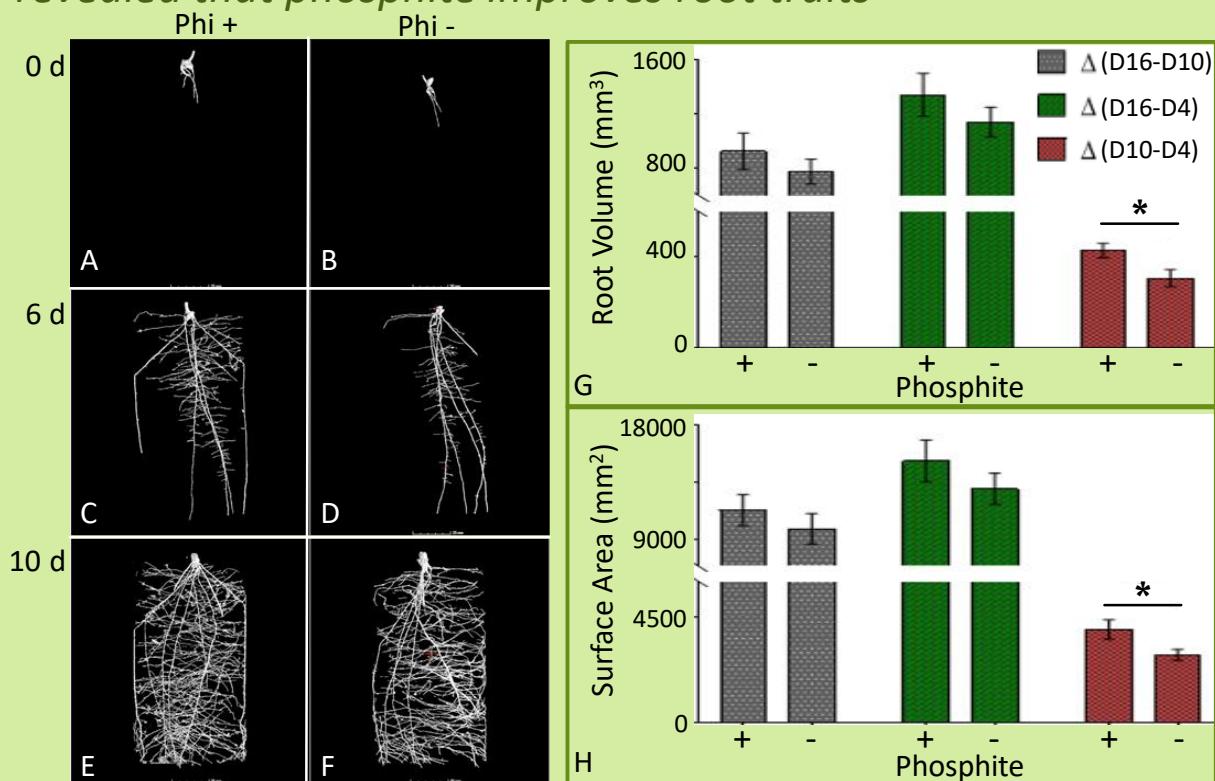 revealed that phosphite improves root traits
Phi + Phi -
0 d
A B
6 d
C D
10 d
E F
Root Volume (mm³)
1600
800
400
0
Δ (D16-D10)
Δ (D16-D4)
Δ (D10-D4)
*
+ - + - + -
G Phosphite
Surface Area (mm²)
18000
9000
4500
0
*
+ - + - + -
H Phosphite